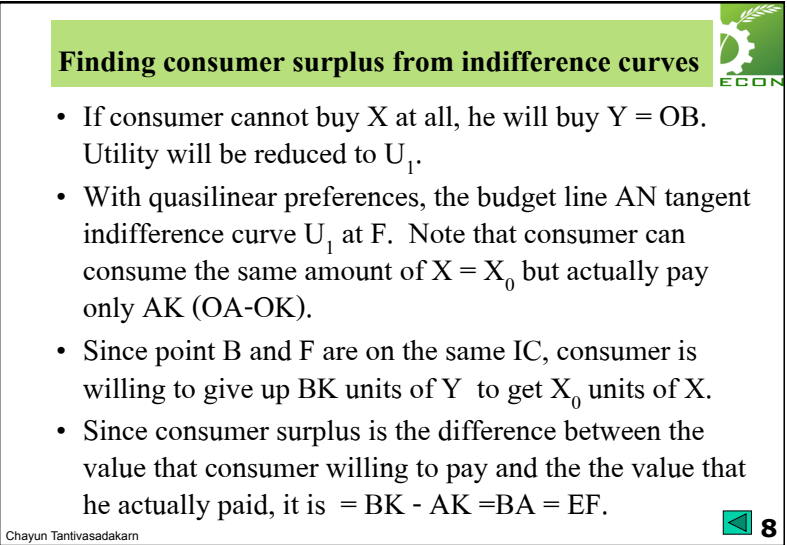 Finding consumer surplus from indifference curves
ECON
• If consumer cannot buy X at all, he will buy Y = OB.
Utility will be reduced to U₁.
• With quasilinear preferences, the budget line AN tangent
indifference curve U₁ at F. Note that consumer can
consume the same amount of X = X₀ but actually pay
only AK (OA-OK).
• Since point B and F are on the same IC, consumer is
willing to give up BK units of Y to get X₀ units of X.
• Since consumer surplus is the difference between the
value that consumer willing to pay and the the value that
he actually paid, it is = BK - AK =BA = EF.
Chayun Tantivasadakarn
8